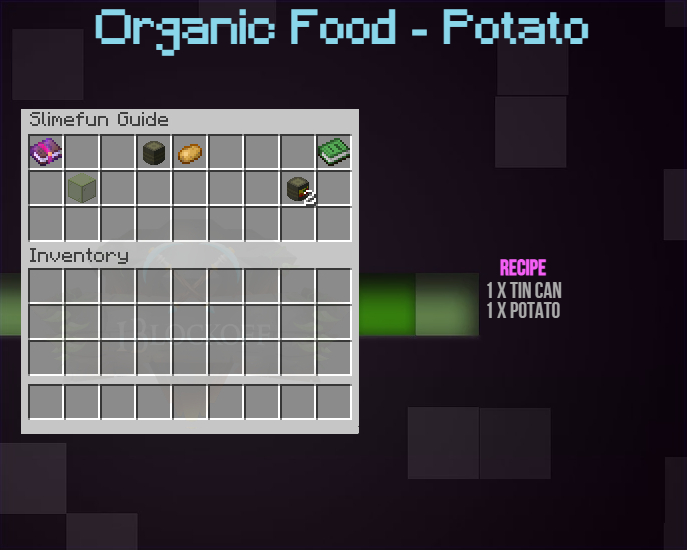 Organic Food - Potato
Slimefun Guide
2
Inventory
RECIPE
1 X TIN CAN
1 X POTATO